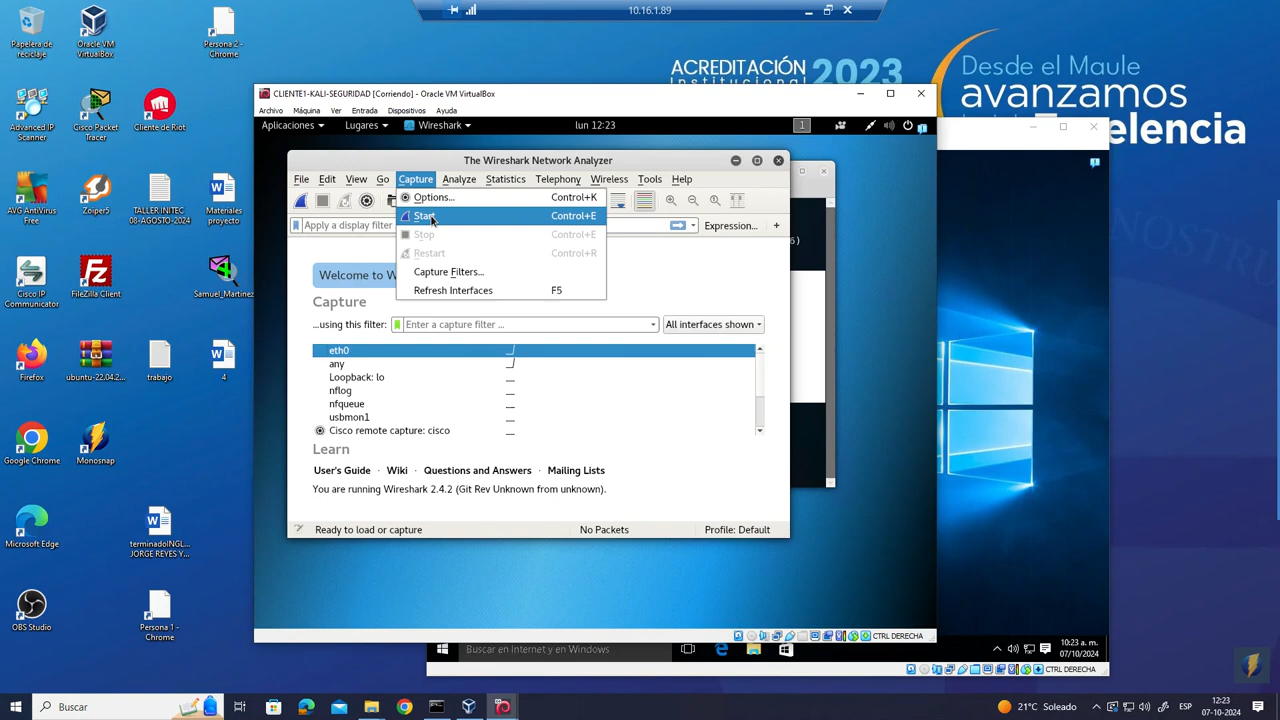 10.16.1.89
Papelera de
reciclaje
Oracle VM
VirtualBox
Persona 2 -
Chrome
ACREDITACIÓN
Institucional 2023
Desde el Maule
avanzamos
elencia
Advanced IP
Scanner
Cisco Packet
Tracer
Cliente de Riot
AVG AntiVirus
Free
Zoiper5
TALLER INITEC
08-AGOSTO-2024
Materiales
proyecto
Cisco IP
Communicator
FileZilla Client
Samuel_Martinez
Firefox
ubuntu-22.04.2...
trabajo
4
Google Chrome
Monosnap
Microsoft Edge
terminadoINGL...
JORGE REYES Y...
OBS Studio
Persona 1 -
Chrome
CLIENTE1-KALI-SEGURIDAD [Corriendo] - Oracle VM VirtualBox
Archivo Máquina Ver Entrada Dispositivos Ayuda
Aplicaciones Lugares Wireshark lun 12:23 1
The Wireshark Network Analyzer
File Edit View Go Capture Analyze Statistics Telephony Wireless Tools Help
Options... Control+K
Start Control+E
Stop Control+E
Restart Control+R
Capture Filters...
Refresh Interfaces F5
Apply a display filter
Expression... +
6)
Welcome to W
Capture
...using this filter: Enter a capture filter ... All interfaces shown
eth0
any
Loopback: lo
nflog
nfqueue
usbmon1
Cisco remote capture: cisco
Learn
User's Guide · Wiki · Questions and Answers · Mailing Lists
You are running Wireshark 2.4.2 (Git Rev Unknown from unknown).
Ready to load or capture No Packets Profile: Default
CTRL DERECHA
Buscar en Internet y en Windows
10:23 a. m.
07/10/2024
CTRL DERECHA
Buscar
21°C Soleado
ESP
12:23
07-10-2024